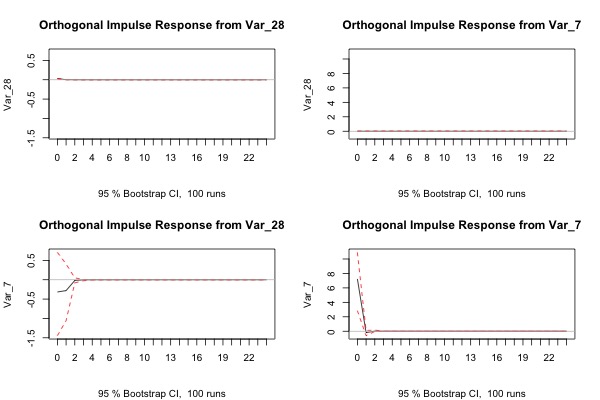 Orthogonal Impulse Response from Var_28
Var_28
0.5
-0.5
-1.5
0 2 4 6 8 10 13 16 19 22
95 % Bootstrap CI, 100 runs
Orthogonal Impulse Response from Var_7
Var_28
8
6
4
2
0
0 2 4 6 8 10 13 16 19 22
95 % Bootstrap CI, 100 runs
Orthogonal Impulse Response from Var_28
Var_7
0.5
-0.5
-1.5
0 2 4 6 8 10 13 16 19 22
95 % Bootstrap CI, 100 runs
Orthogonal Impulse Response from Var_7
Var_7
8
6
4
2
0
0 2 4 6 8 10 13 16 19 22
95 % Bootstrap CI, 100 runs